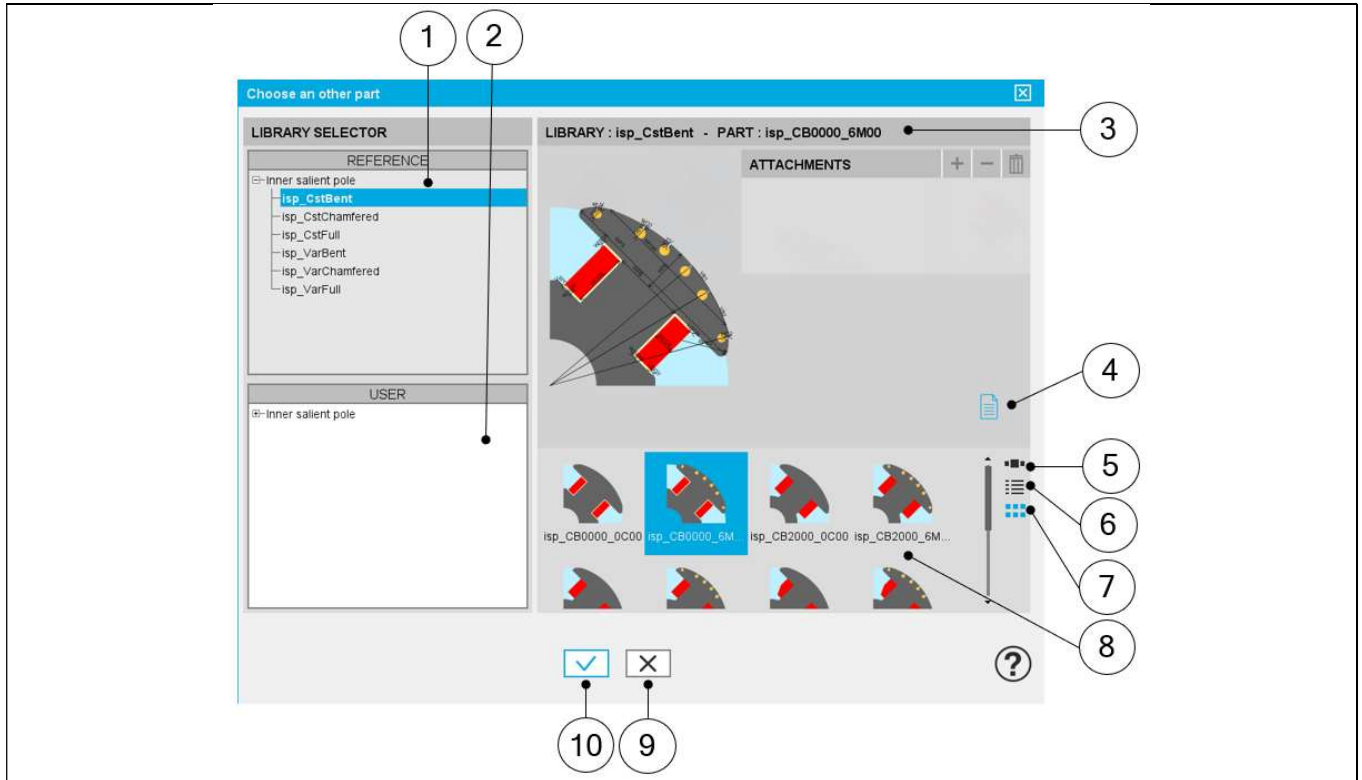 1
2
Choose an other part
LIBRARY SELECTOR
LIBRARY : isp_CstBent - PART : isp_CB0000_6M00
3
REFERENCE
ATTACHMENTS
Inner salient pole
isp_CstBent
isp_CstChamfered
isp_CstFull
isp_VarBent
isp_VarChamfered
isp_VarFull
4
USER
Inner salient pole
5
6
isp_CB0000_0C00
isp_CB0000_6M...
isp_CB2000_0C00
isp_CB2000_6M...
7
8
?
10
9